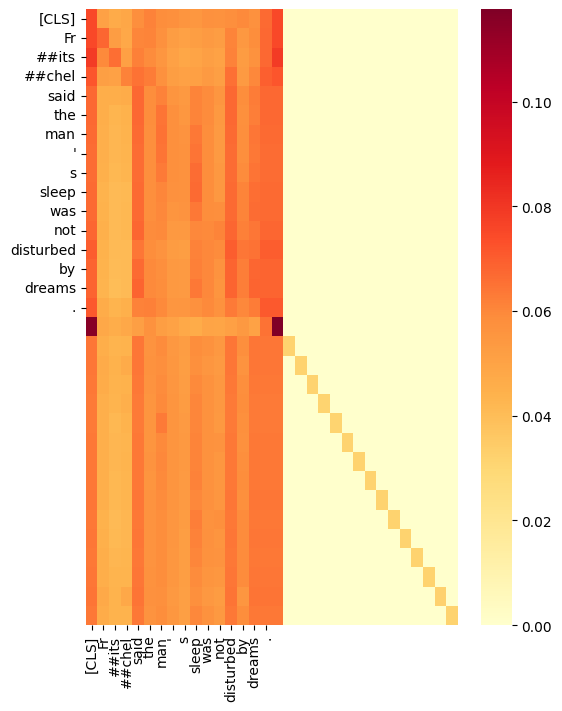 [CLS]
Fr
##its
##chel
said
the
man
'
s
sleep
was
not
disturbed
by
dreams
.
[CLS]
Fr
##its
##chel
said
the
man
'
s
sleep
was
not
disturbed
by
dreams
.
0.10
0.08
0.06
0.04
0.02
0.00